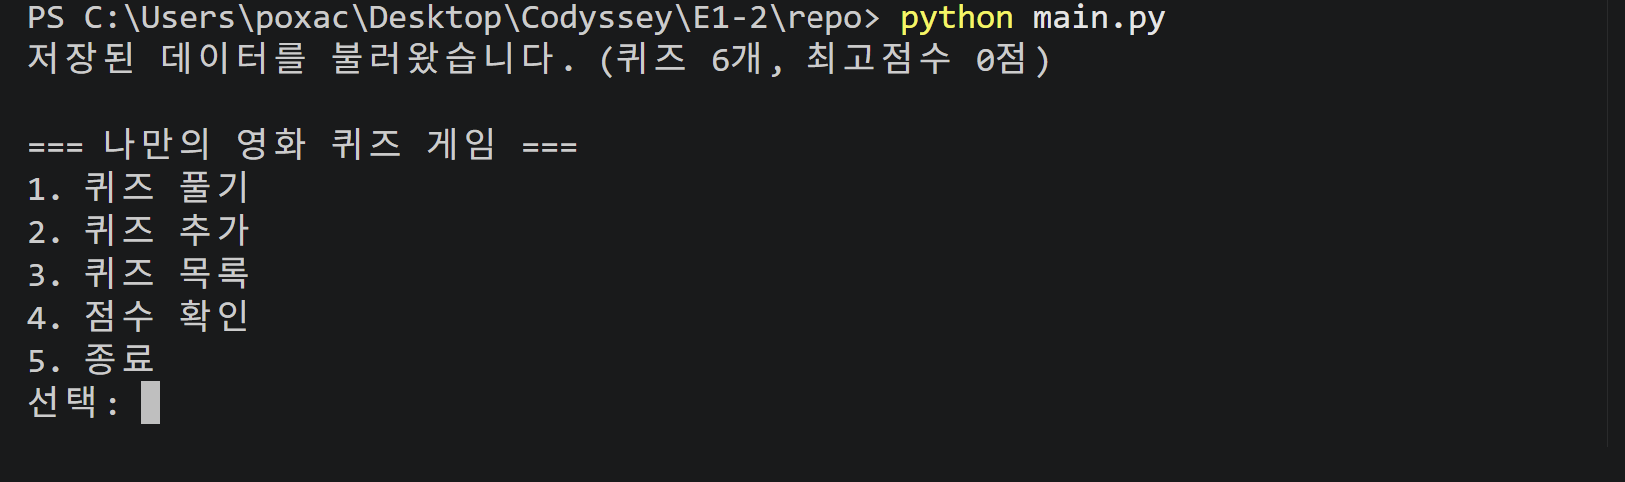 PS C:\Users\poxac\Desktop\Codyssey\E1-2\repo> python main.py
저장된 데이터를 불러왔습니다. (퀴즈 6개, 최고점수 0점)
=== 나만의 영화 퀴즈 게임 ===
1. 퀴즈 풀기
2. 퀴즈 추가
3. 퀴즈 목록
4. 점수 확인
5. 종료
선택: